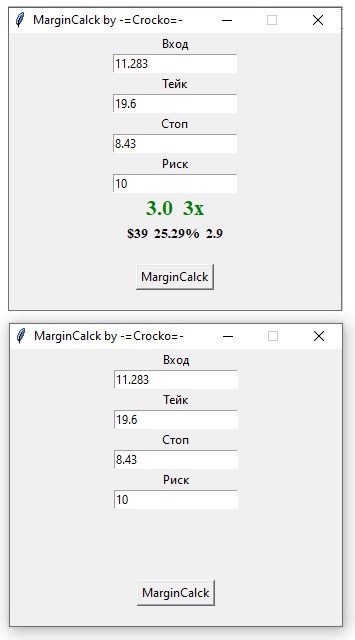 MarginCalck by -=Crocko=-
Вход
11.283
Тейк
19.6
Стоп
8.43
Риск
10
3.0 3x
$39 25.29% 2.9
MarginCalck
MarginCalck by -=Crocko=-
Вход
11.283
Тейк
19.6
Стоп
8.43
Риск
10
MarginCalck